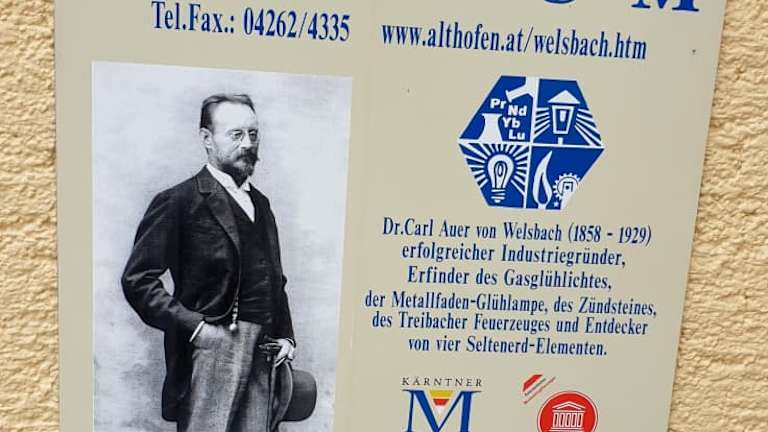 Tel.Fax.: 04262/4335
M
www.althofen.at/welsbach.htm
Pr Nd
Yb
Lu
Dr.Carl Auer von Welsbach (1858 - 1929)
erfolgreicher Industriegründer,
Erfinder des Gasglühlichtes,
der Metallfaden-Glühlampe, des Zündsteines,
des Treibacher Feuerzeuges und Entdecker
von vier Seltenerd-Elementen.
KÄRNTNER
M